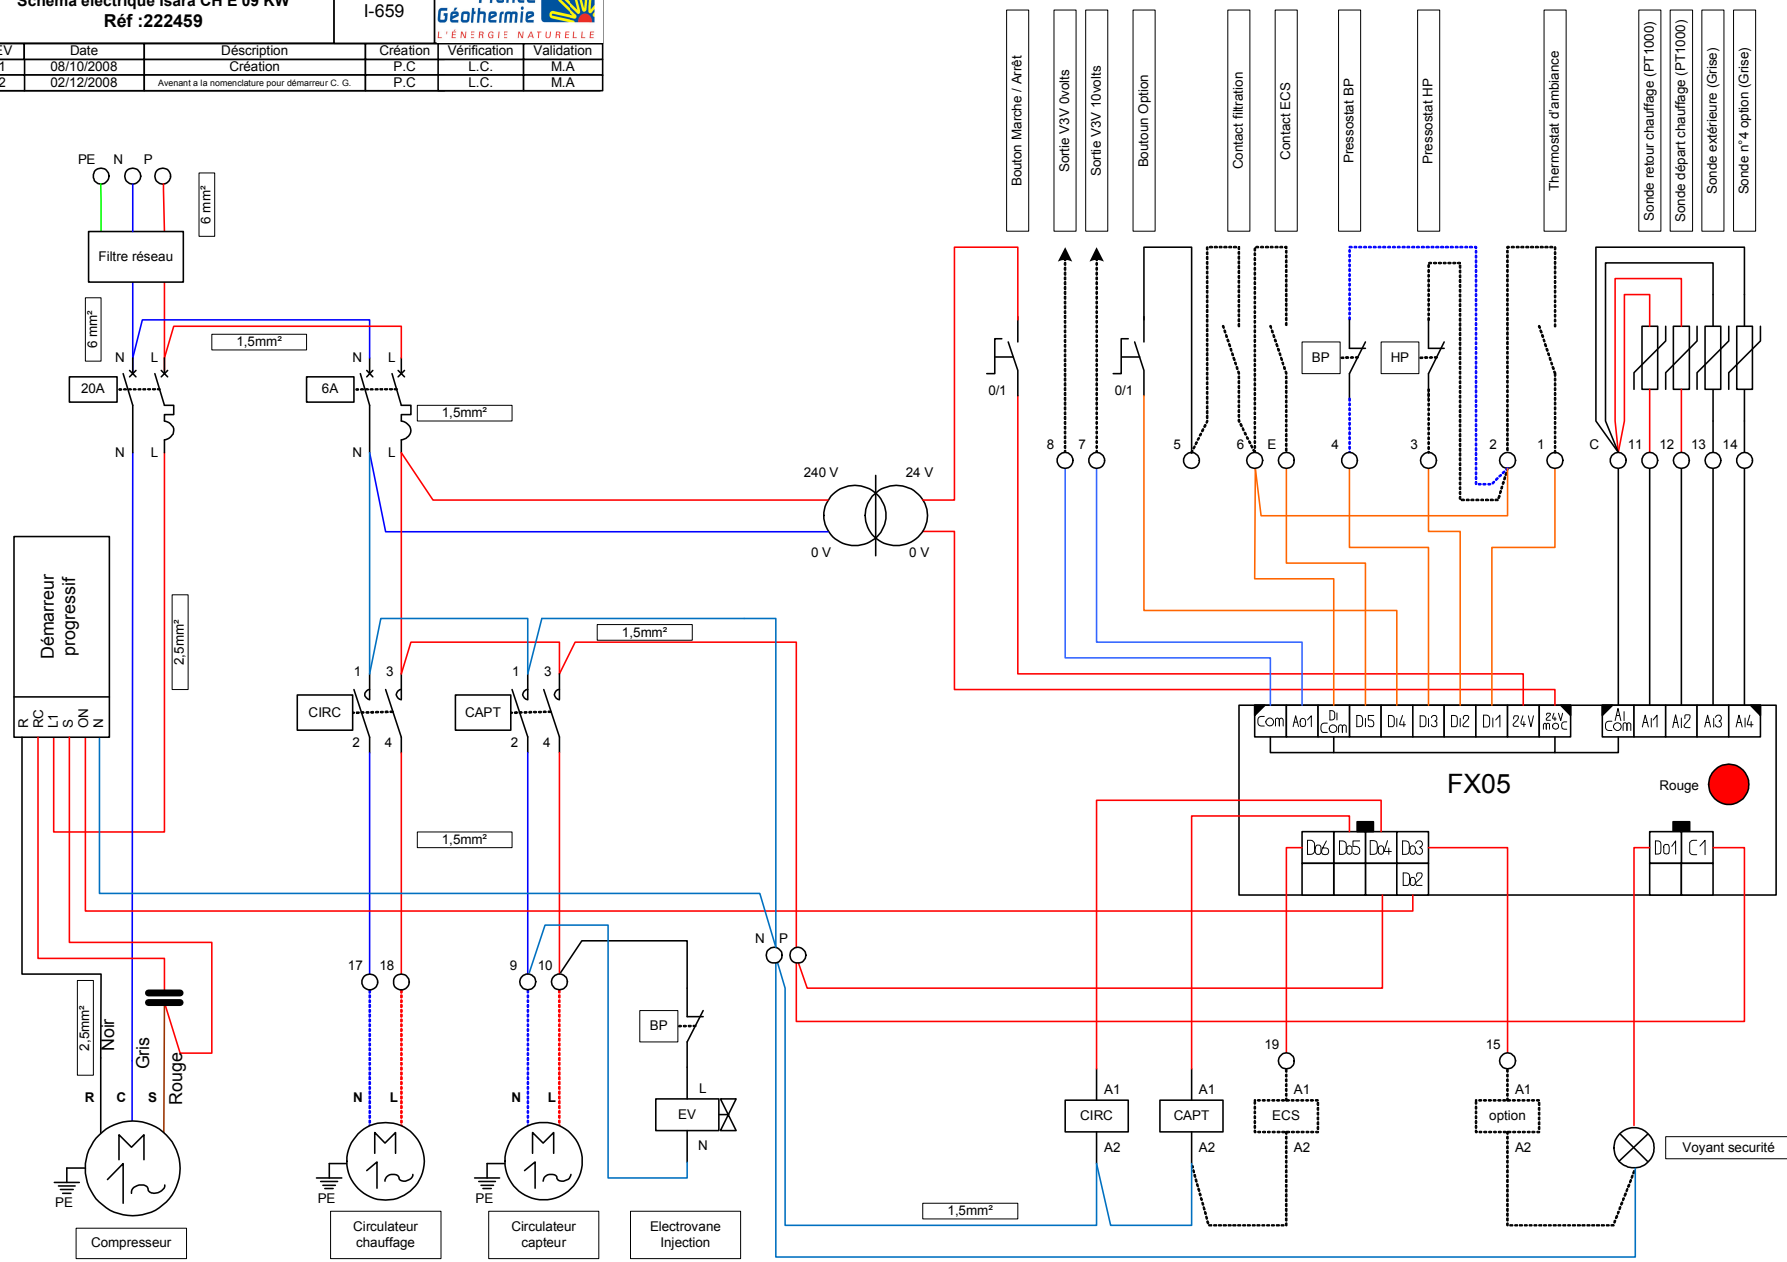 Schéma électrique Isara CH E 09 KW
Réf :222459
I-659
France
Géothermie
L'ÉNERGIE NATURELLE
Date Déscription Création Vérification Validation
1 08/10/2008 Création P.C L.C. M.A
2 02/12/2008 Avenant a la nomenclature pour démarreur C. G. P.C L.C. M.A
Bouton Marche / Arrêt
Sortie V3V 0volts
Sortie V3V 10volts
Boutoun Option
Contact filtration
Contact ECS
Pressostat BP
Pressostat HP
Thermostat d'ambiance
Sonde retour chauffage (PT1000)
Sonde départ chauffage (PT1000)
Sonde extérieure (Grise)
Sonde n°4 option (Grise)
PE N P
6 mm²
Filtre réseau
6 mm²
1,5mm²
N L
N L
20A
6A
1,5mm²
N L
N L
0/1
0/1
BP
HP
8 7 5 6 E 4 3 2 1 C 11 12 13 14
240 V 24 V
0 V 0 V
Démarreur
progressif
R RC L1 S ON N
2,5mm²
1,5mm²
1 3
1 3
CIRC
CAPT
2 4
2 4
1,5mm²
Com Ao1 Di Com Di5 Di4 Di3 Di2 Di1 24V 24V moc Ai Com Ai1 Ai2 Ai3 Ai4
FX05
Rouge
Do6 Do5 Do4 Do3
Do2
Do1 C1
N P
17 18
9 10
2,5mm²
Noir
Gris
Rouge
R C S
N L
N L
BP
L
EV
N
19
15
A1 A1 A1 A1
CIRC CAPT ECS option
A2 A2 A2 A2
Voyant securité
1,5mm²
M
1~
M
1~
M
1~
PE
PE
PE
Compresseur
Circulateur
chauffage
Circulateur
capteur
Electrovane
Injection